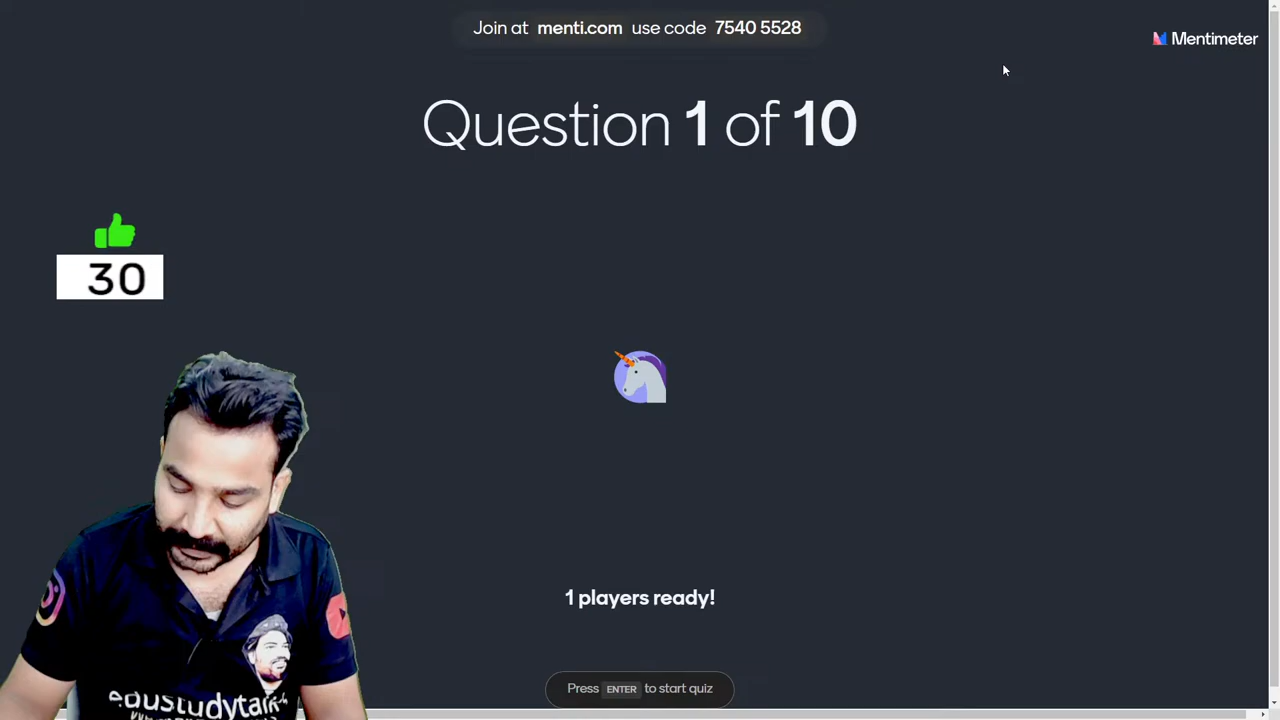 Join at menti.com use code 7540 5528
Mentimeter
Question 1 of 10
30
1 players ready!
Press ENTER to start quiz